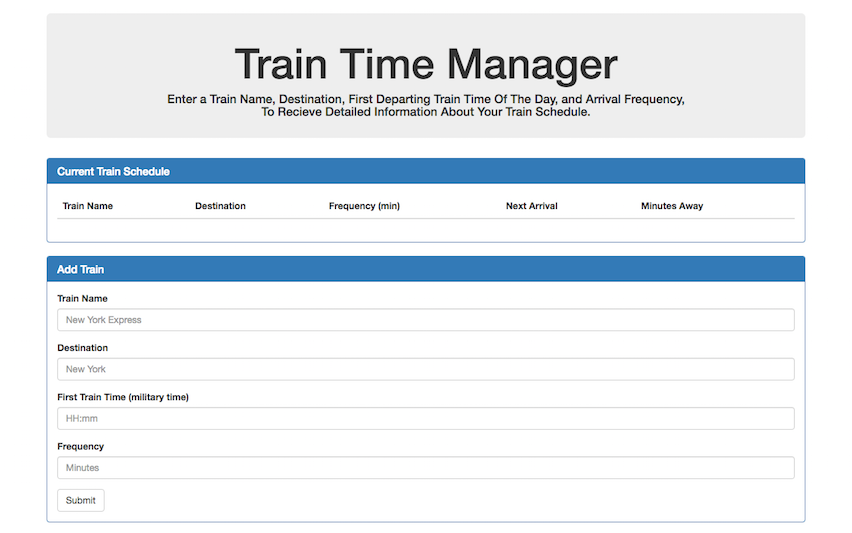 Train Time Manager
Enter a Train Name, Destination, First Departing Train Time Of The Day, and Arrival Frequency,
To Recieve Detailed Information About Your Train Schedule.
Current Train Schedule
Train Name Destination Frequency (min) Next Arrival Minutes Away
Add Train
Train Name
New York Express
Destination
New York
First Train Time (military time)
HH:mm
Frequency
Minutes
Submit